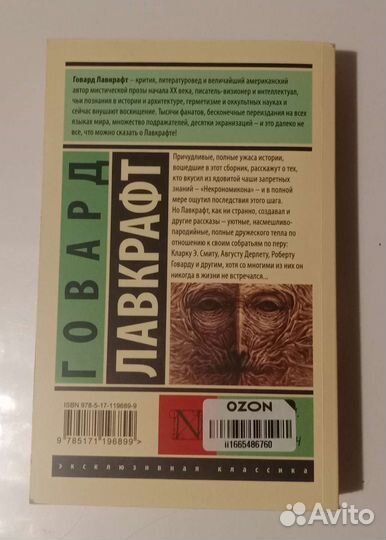 Говард Лавкрафт – критик, литературовед и величайший американский
автор мистической прозы начала XX века, писатель-визионер и интеллектуал,
чьи познания в истории и архитектуре, герметизме и оккультных науках и
сейчас внушают восхищение. Тысячи фанатов, бесконечные переиздания на всех
языках мира, множество подражателей, десятки экранизаций – и это далеко не
все, что можно сказать о Лавкрафте!
ГОВАРД
ЛАВКРАФТ
Причудливые, полные ужаса истории,
вошедшие в этот сборник, расскажут о тех,
кто вкусил из ядовитой чаши запретных
знаний – «Некрономикона» – и в полной
мере ощутил последствия этого шага.
Но Лавкрафт, как ни странно, создавал и
другие рассказы – уютные, насмешливо-
пародийные, полные дружеского тепла по
отношению к своим собратьям по перу:
Кларку Э. Смиту, Августу Дерлету, Роберту
Говарду и другим, хотя со многими из них он
никогда в жизни не встречался...
ISBN 978-5-17-119689-9
9 785171 196899 >
N
OZON
ii1665486760
эксклюзивная классика
Avito